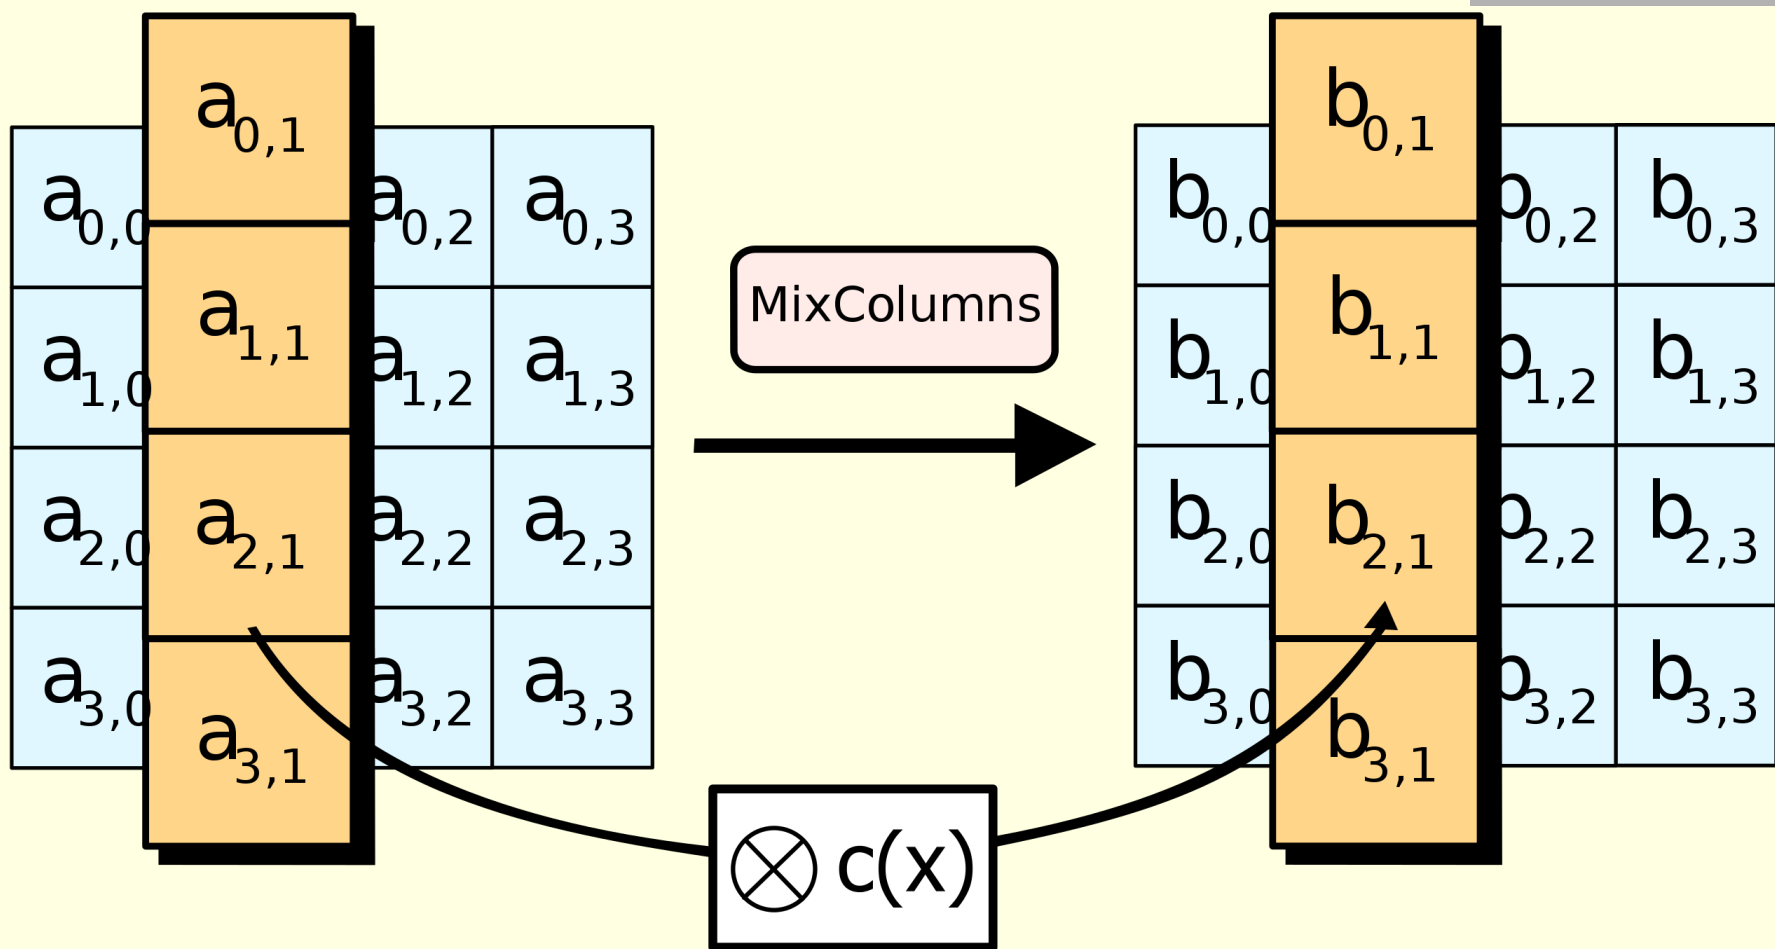 a0,1
a0,0 a0,2 a0,3
a1,1
a1,0 a1,2 a1,3
a2,1
a2,0 a2,2 a2,3
a3,1
a3,0 a3,2 a3,3
MixColumns
b0,1
b0,0 b0,2 b0,3
b1,1
b1,0 b1,2 b1,3
b2,1
b2,0 b2,2 b2,3
b3,1
b3,0 b3,2 b3,3
⊗ c(x)